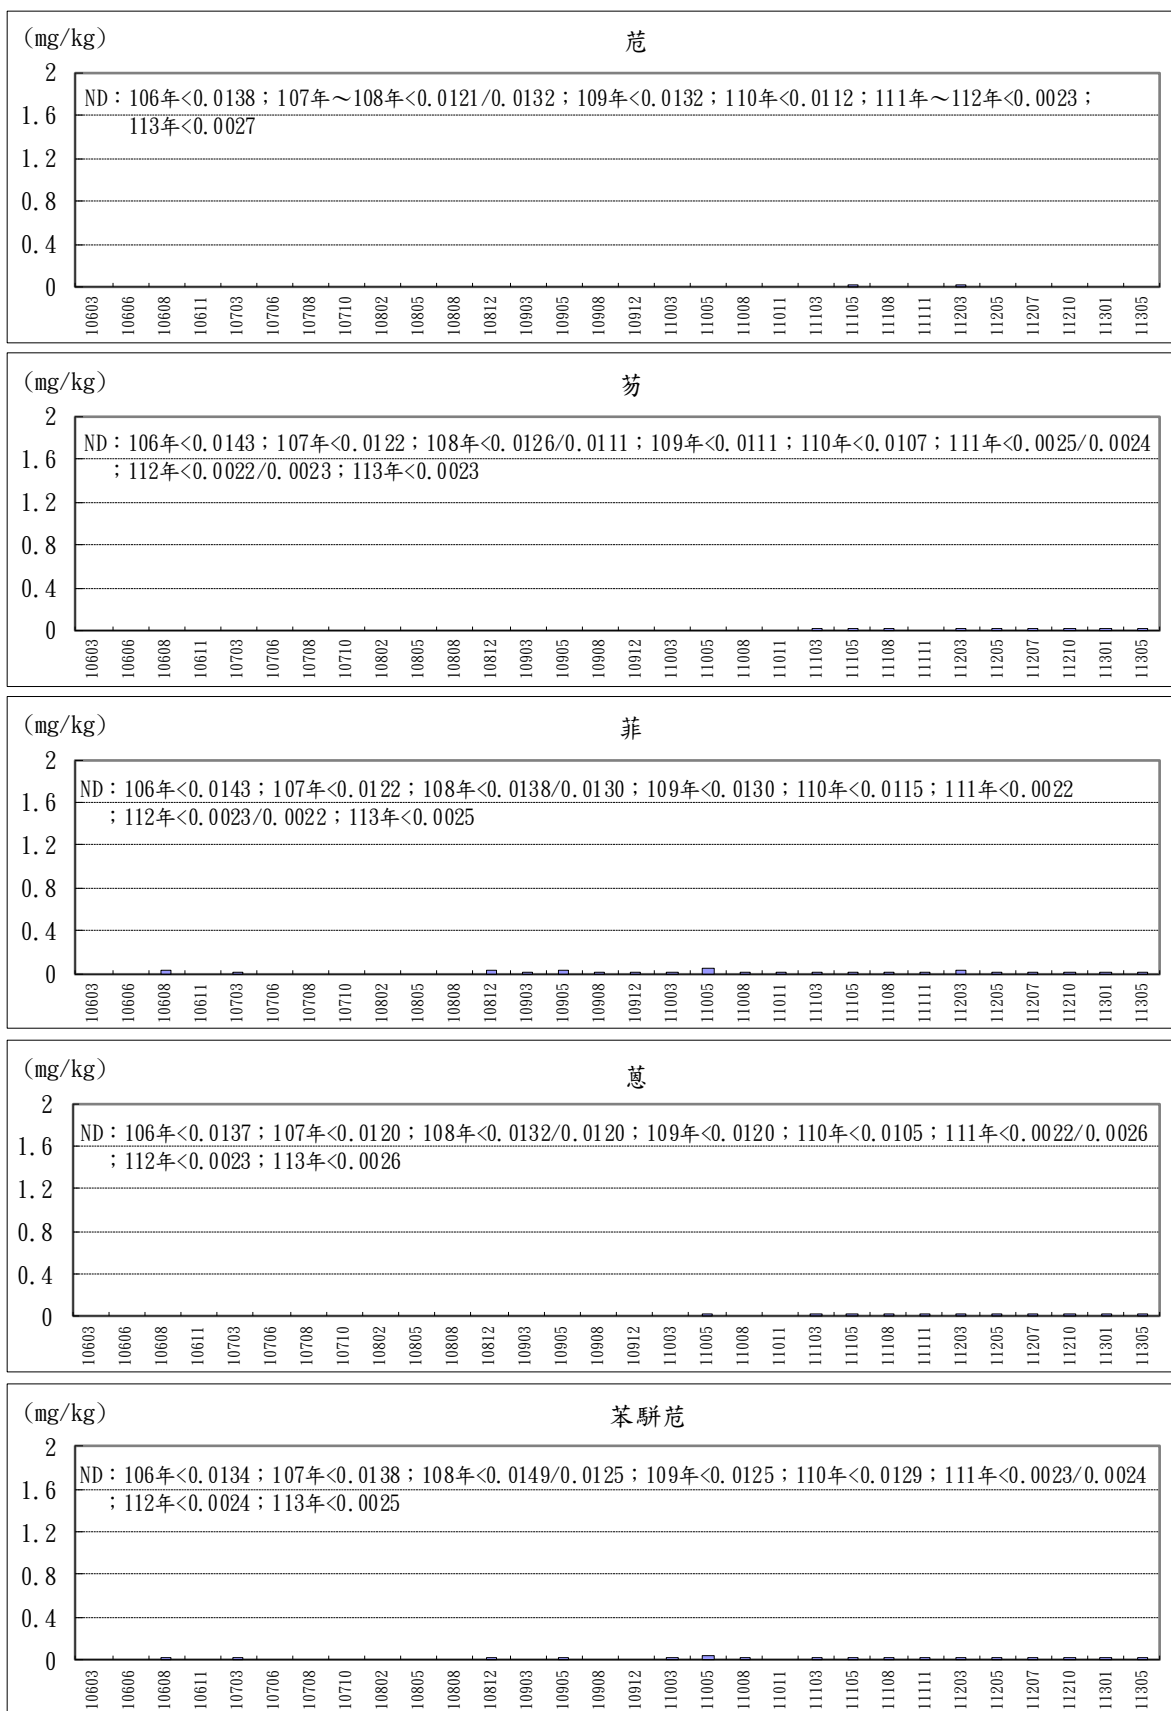 (mg/kg)
苊
2
ND：106年<0.0138；107年～108年<0.0121/0.0132；109年<0.0132；110年<0.0112；111年～112年<0.0023；
113年<0.0027
1.6
1.2
0.8
0.4
0
10603 10606 10608 10611 10703 10706 10708 10710 10802 10805 10808 10812 10903 10905 10908 10912 11003 11005 11008 11011 11103 11105 11108 11111 11203 11205 11207 11210 11301 11305
(mg/kg)
芴
2
ND：106年<0.0143；107年<0.0122；108年<0.0126/0.0111；109年<0.0111；110年<0.0107；111年<0.0025/0.0024
；112年<0.0022/0.0023；113年<0.0023
1.6
1.2
0.8
0.4
0
10603 10606 10608 10611 10703 10706 10708 10710 10802 10805 10808 10812 10903 10905 10908 10912 11003 11005 11008 11011 11103 11105 11108 11111 11203 11205 11207 11210 11301 11305
(mg/kg)
菲
2
ND：106年<0.0143；107年<0.0122；108年<0.0138/0.0130；109年<0.0130；110年<0.0115；111年<0.0022
；112年<0.0023/0.0022；113年<0.0025
1.6
1.2
0.8
0.4
0
10603 10606 10608 10611 10703 10706 10708 10710 10802 10805 10808 10812 10903 10905 10908 10912 11003 11005 11008 11011 11103 11105 11108 11111 11203 11205 11207 11210 11301 11305
(mg/kg)
蒽
2
ND：106年<0.0137；107年<0.0120；108年<0.0132/0.0120；109年<0.0120；110年<0.0105；111年<0.0022/0.0026
；112年<0.0023；113年<0.0026
1.6
1.2
0.8
0.4
0
10603 10606 10608 10611 10703 10706 10708 10710 10802 10805 10808 10812 10903 10905 10908 10912 11003 11005 11008 11011 11103 11105 11108 11111 11203 11205 11207 11210 11301 11305
(mg/kg)
苯駢苊
2
ND：106年<0.0134；107年<0.0138；108年<0.0149/0.0125；109年<0.0125；110年<0.0129；111年<0.0023/0.0024
；112年<0.0024；113年<0.0025
1.6
1.2
0.8
0.4
0
10603 10606 10608 10611 10703 10706 10708 10710 10802 10805 10808 10812 10903 10905 10908 10912 11003 11005 11008 11011 11103 11105 11108 11111 11203 11205 11207 11210 11301 11305